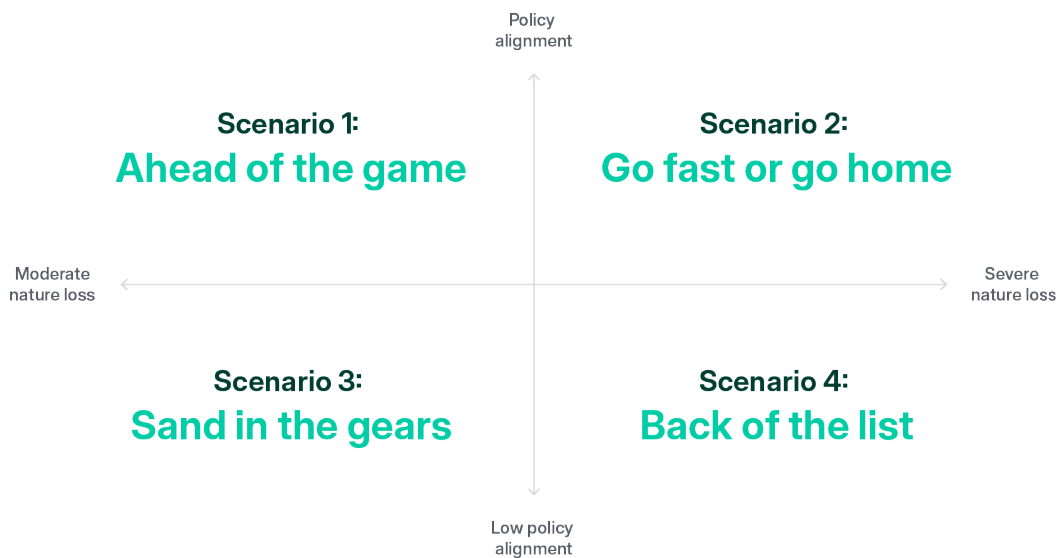 Policy
alignment
Scenario 1:
Ahead of the game
Scenario 2:
Go fast or go home
Moderate
nature loss
Severe
nature loss
Scenario 3:
Sand in the gears
Scenario 4:
Back of the list
Low policy
alignment